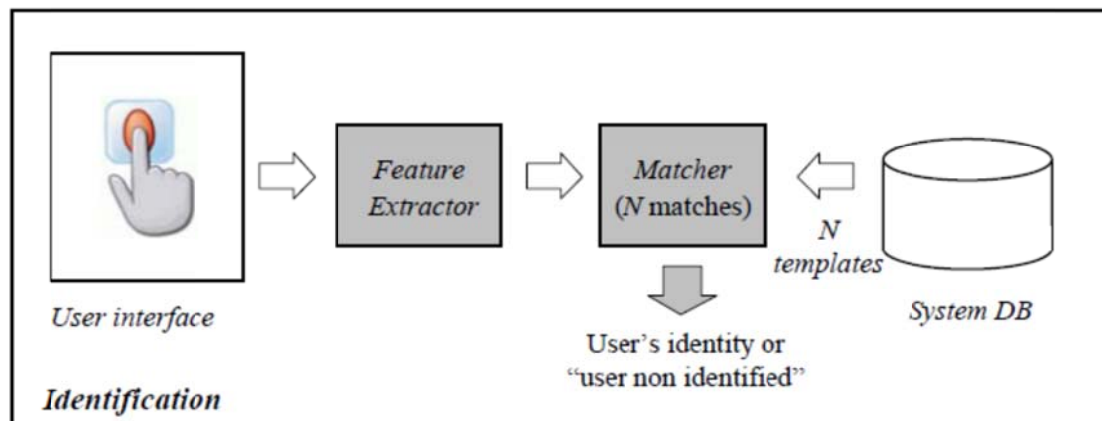 User interface
Feature
Extractor
Matcher
(N matches)
N
templates
System DB
User’s identity or
“user non identified”
Identification